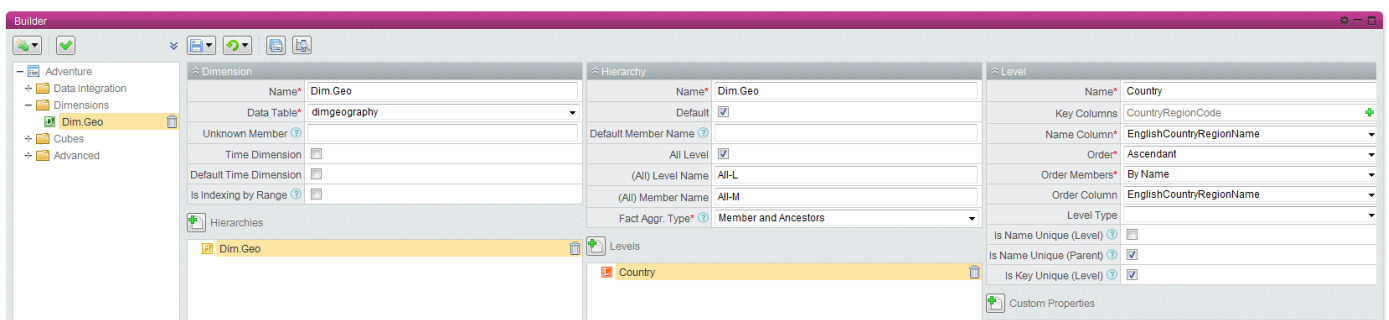 Builder
Adventure
Data Integration
Dimensions
Dim.Geo
Cubes
Advanced
Dimension
Name* Dim.Geo
Data Table* dimgeography
Unknown Member ?
Time Dimension
Default Time Dimension
Is Indexing by Range ?
Hierarchies
Dim.Geo
Hierarchy
Name* Dim.Geo
Default
Default Member Name ?
All Level
(All) Level Name All-L
(All) Member Name All-M
Fact Aggr. Type* ? Member and Ancestors
Levels
Country
Level
Name* Country
Key Columns CountryRegionCode
Name Column* EnglishCountryRegionName
Order* Ascendant
Order Members* By Name
Order Column EnglishCountryRegionName
Level Type
Is Name Unique (Level) ?
Is Name Unique (Parent) ?
Is Key Unique (Level) ?
Custom Properties